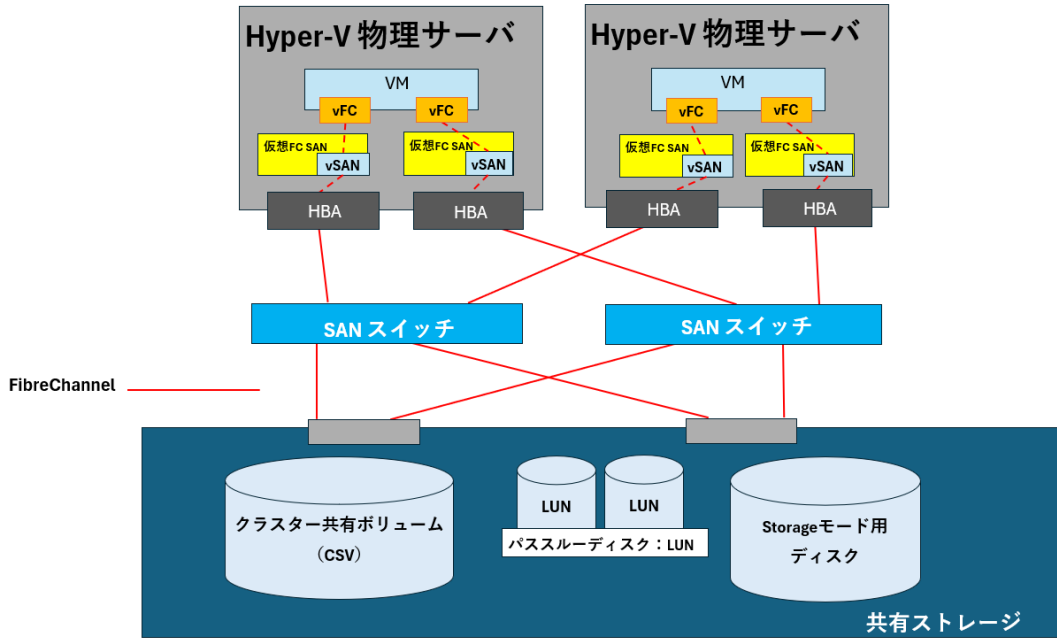 Hyper-V 物理サーバ
VM
vFC
vFC
仮想FC SAN
vSAN
仮想FC SAN
vSAN
HBA
HBA
Hyper-V 物理サーバ
VM
vFC
vFC
仮想FC SAN
vSAN
仮想FC SAN
vSAN
HBA
HBA
SAN スイッチ
SAN スイッチ
FibreChannel
クラスター共有ボリューム
（CSV）
LUN
LUN
パススルーディスク：LUN
Storageモード用
ディスク
共有ストレージ